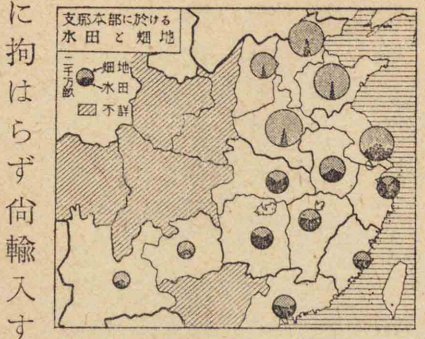 支那本部に於ける
水田と畑地
二千万畝
畑地
水田
不詳
に拘はらず尙輸入す